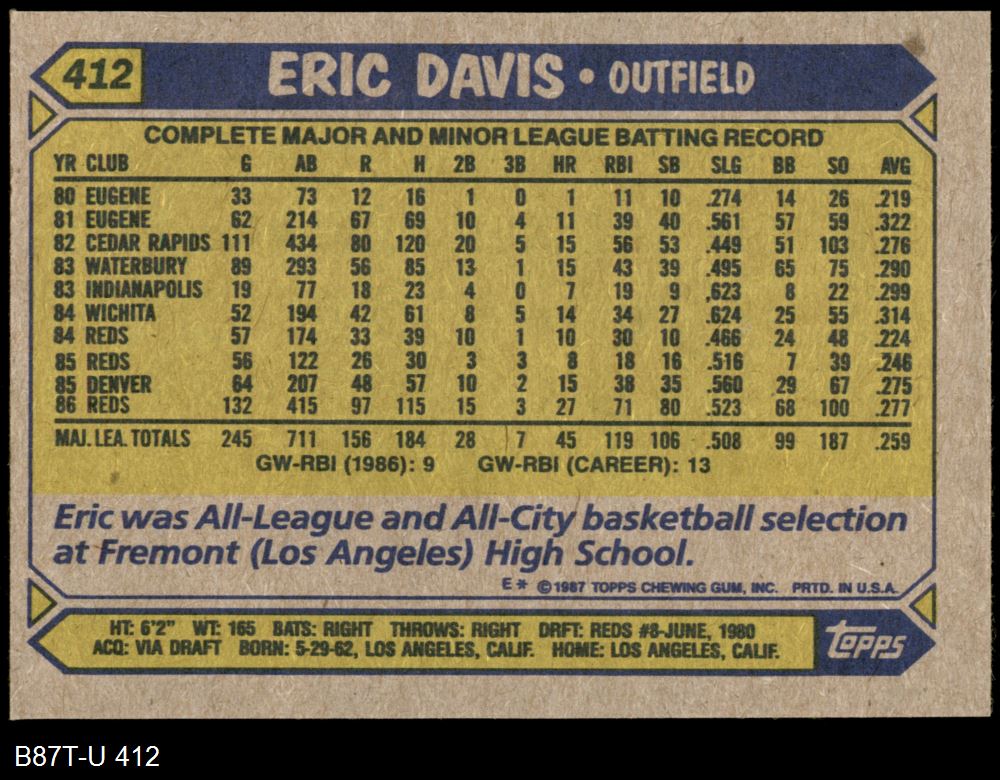 412 ERIC DAVIS • OUTFIELD
COMPLETE MAJOR AND MINOR LEAGUE BATTING RECORD
YR CLUB G AB R H 2B 3B HR RBI SB SLG BB SO AVG
80 EUGENE 33 73 12 16 1 0 1 11 10 .274 14 26 .219
81 EUGENE 62 214 67 69 10 4 11 39 40 .561 57 59 .322
82 CEDAR RAPIDS 111 434 80 120 20 5 15 56 53 .449 51 103 .276
83 WATERBURY 89 293 56 85 13 1 15 43 39 .495 65 75 .290
83 INDIANAPOLIS 19 77 18 23 4 0 7 19 9 .623 8 22 .299
84 WICHITA 52 194 42 61 8 5 14 34 27 .624 25 55 .314
84 REDS 57 174 33 39 10 1 10 30 10 .466 24 48 .224
85 REDS 56 122 26 30 3 3 8 18 16 .516 7 39 .246
85 DENVER 64 207 48 57 10 2 15 38 35 .560 29 67 .275
86 REDS 132 415 97 115 15 3 27 71 80 .523 68 100 .277
MAJ. LEA. TOTALS 245 711 156 184 28 7 45 119 106 .508 99 187 .259
GW-RBI (1986): 9 GW-RBI (CAREER): 13
Eric was All-League and All-City basketball selection
at Fremont (Los Angeles) High School.
E* ©1987 TOPPS CHEWING GUM, INC. PRTD. IN U.S.A.
HT: 6'2" WT: 165 BATS: RIGHT THROWS: RIGHT DRFT: REDS #8-JUNE, 1980
ACQ: VIA DRAFT BORN: 5-29-62, LOS ANGELES, CALIF. HOME: LOS ANGELES, CALIF.
topps
B87T-U 412